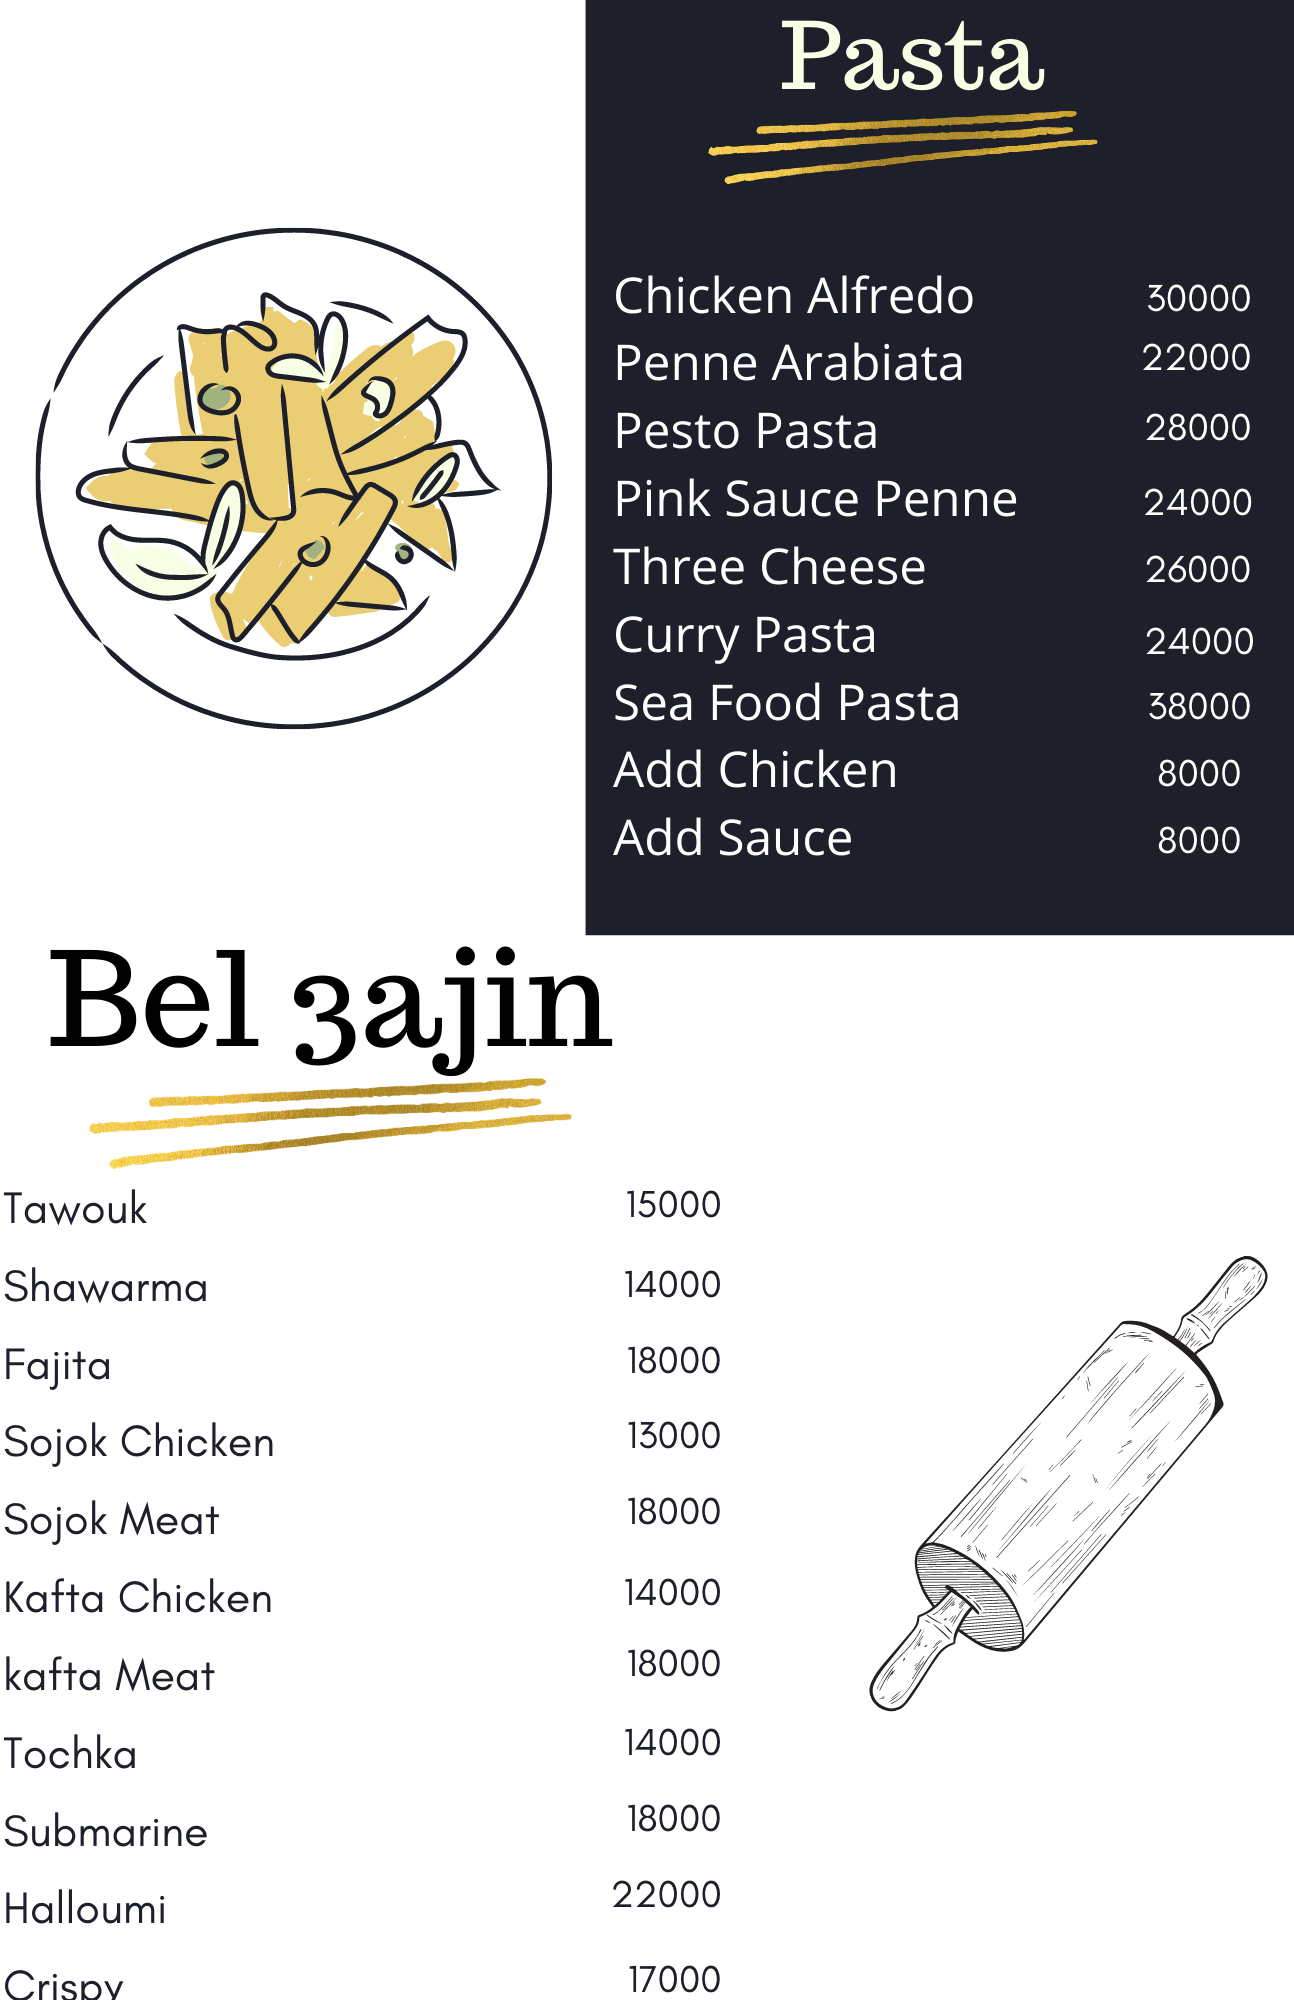 Pasta
Chicken Alfredo 30000
Penne Arabiata 22000
Pesto Pasta 28000
Pink Sauce Penne 24000
Three Cheese 26000
Curry Pasta 24000
Sea Food Pasta 38000
Add Chicken 8000
Add Sauce 8000
Bel 3ajin
Tawouk 15000
Shawarma 14000
Fajita 18000
Sojok Chicken 13000
Sojok Meat 18000
Kafta Chicken 14000
kafta Meat 18000
Tochka 14000
Submarine 18000
Halloumi 22000
Crispy 17000